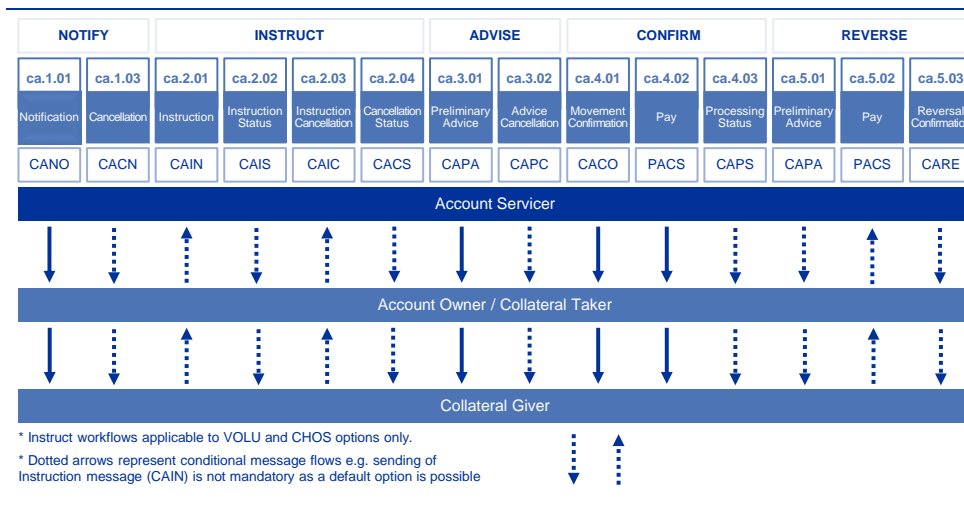 NOTIFY INSTRUCT ADVISE CONFIRM REVERSE
ca.1.01 ca.1.03 ca.2.01 ca.2.02 ca.2.03 ca.2.04 ca.3.01 ca.3.02 ca.4.01 ca.4.02 ca.4.03 ca.5.01 ca.5.02 ca.5.03
Notification Cancellation Instruction Instruction Status Instruction Cancellation Cancellation Status Preliminary Advice Advice Cancellation Movement Confirmation Pay Processing Status Preliminary Advice Pay Reversal Confirmation
CANO CACN CAIN CAIS CAIC CACS CAPA CAPC CACO PACS CAPS CAPA PACS CARE
Account Servicer
Account Owner / Collateral Taker
Collateral Giver
* Instruct workflows applicable to VOLU and CHOS options only.
* Dotted arrows represent conditional message flows e.g. sending of
Instruction message (CAIN) is not mandatory as a default option is possible